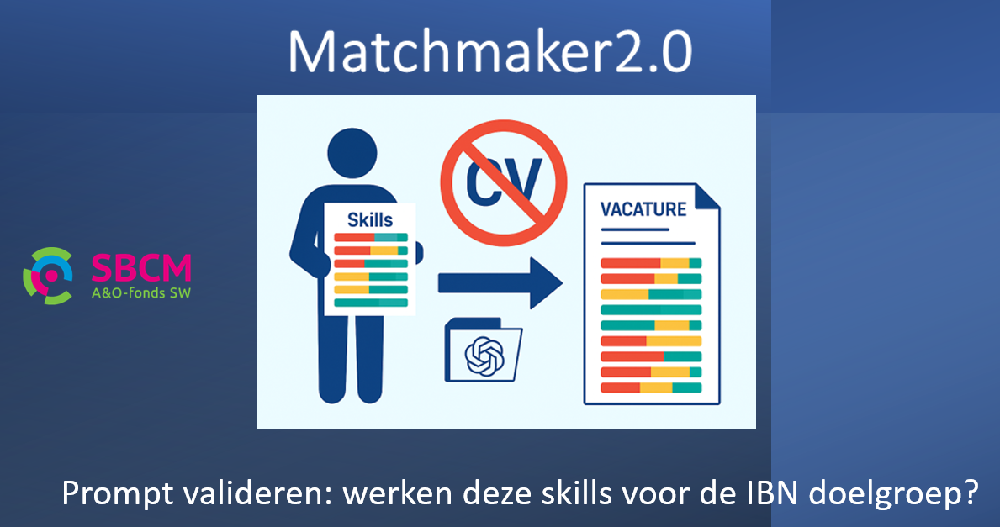 Matchmaker2.0
Skills
CV
VACATURE
SBCM
A&O-fonds SW
Prompt valideren: werken deze skills voor de IBN doelgroep?